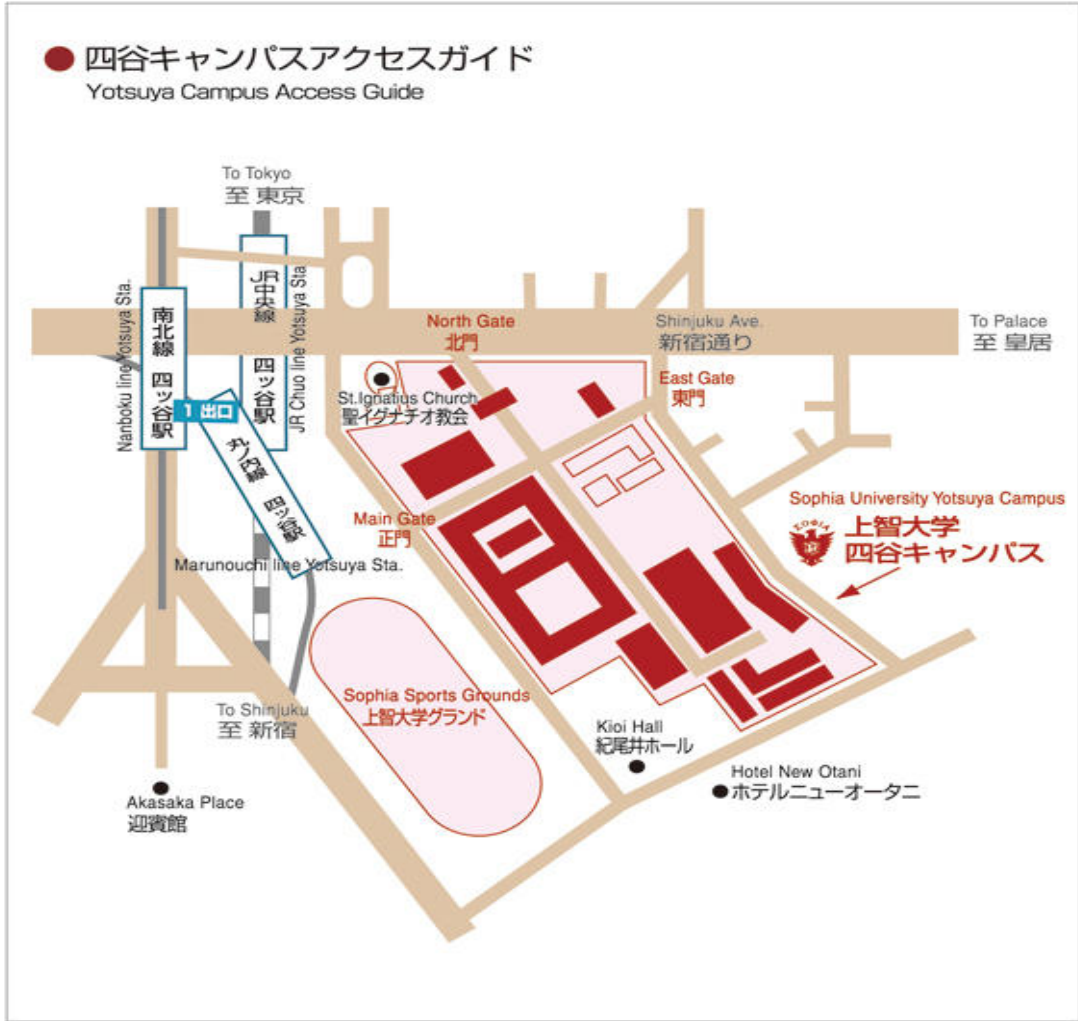 四谷キャンパスアクセスガイド
Yotsuya Campus Access Guide
To Tokyo
至 東京
Nanboku line Yotsuya Sta.
南北線 四ッ谷駅
JR中央線 四ッ谷駅
JR Chuo line Yotsuya Sta
1 出口
丸ノ内線 四ッ谷駅
Marunouchi line Yotsuya Sta.
North Gate
北門
Shinjuku Ave.
新宿通り
To Palace
至 皇居
East Gate
東門
St.Ignatius Church
聖イグナチオ教会
Main Gate
正門
Sophia University Yotsuya Campus
ΣΟΦΙΑ
上智大学
四谷キャンパス
Sophia Sports Grounds
上智大学グランド
To Shinjuku
至 新宿
Kioi Hall
紀尾井ホール
Hotel New Otani
ホテルニューオータニ
Akasaka Place
迎賓館